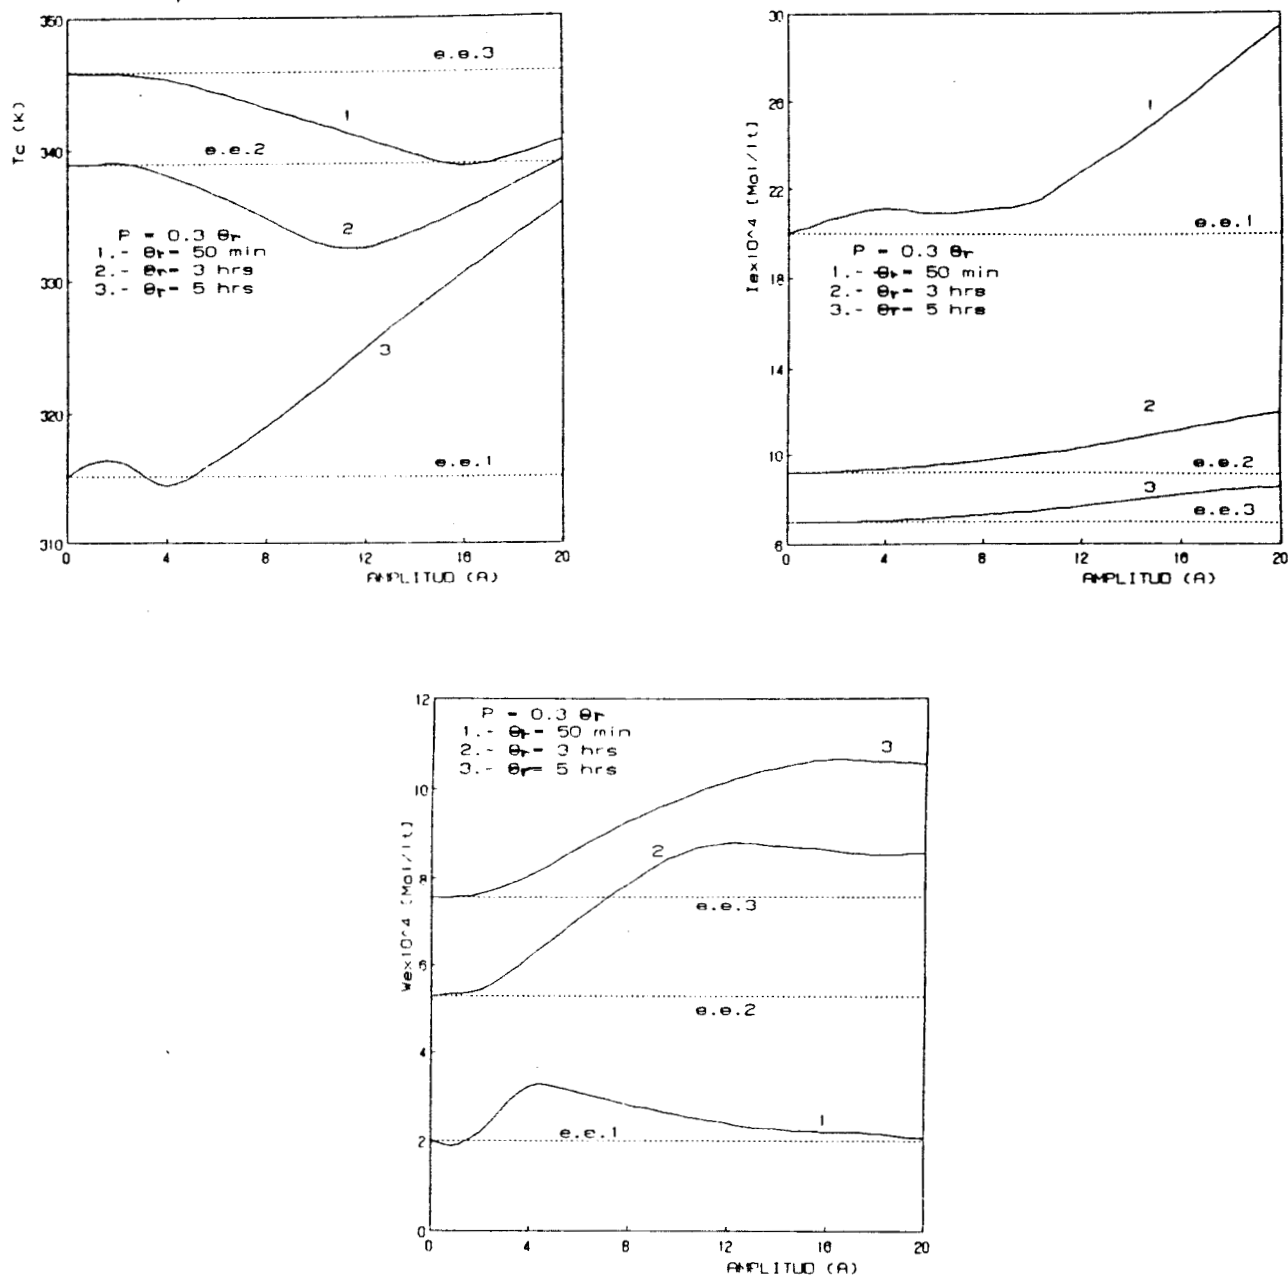 350
340
330
320
310
Tc (K)
e.e.3
1
e.e.2
2
P = 0.3 θr
1.- θr= 50 min
2.- θr= 3 hrs
3.- θr= 5 hrs
3
e.e.1
0 4 8 12 16 20
AMPLITUD (A)
30
26
22
18
14
10
6
Iex10^4 [Mol/lt]
1
e.e.1
P = 0.3 θr
1.- θr= 50 min
2.- θr= 3 hrs
3.- θr= 5 hrs
2
e.e.2
3
e.e.3
0 4 8 12 16 20
AMPLITUD (A)
12
10
8
6
4
2
0
Wex10^4 [Mol/lt]
P = 0.3 θr
1.- θr= 50 min
2.- θr= 3 hrs
3.- θr= 5 hrs
3
2
e.e.3
e.e.2
1
e.e.1
0 4 8 12 16 20
AMPLITUD (A)